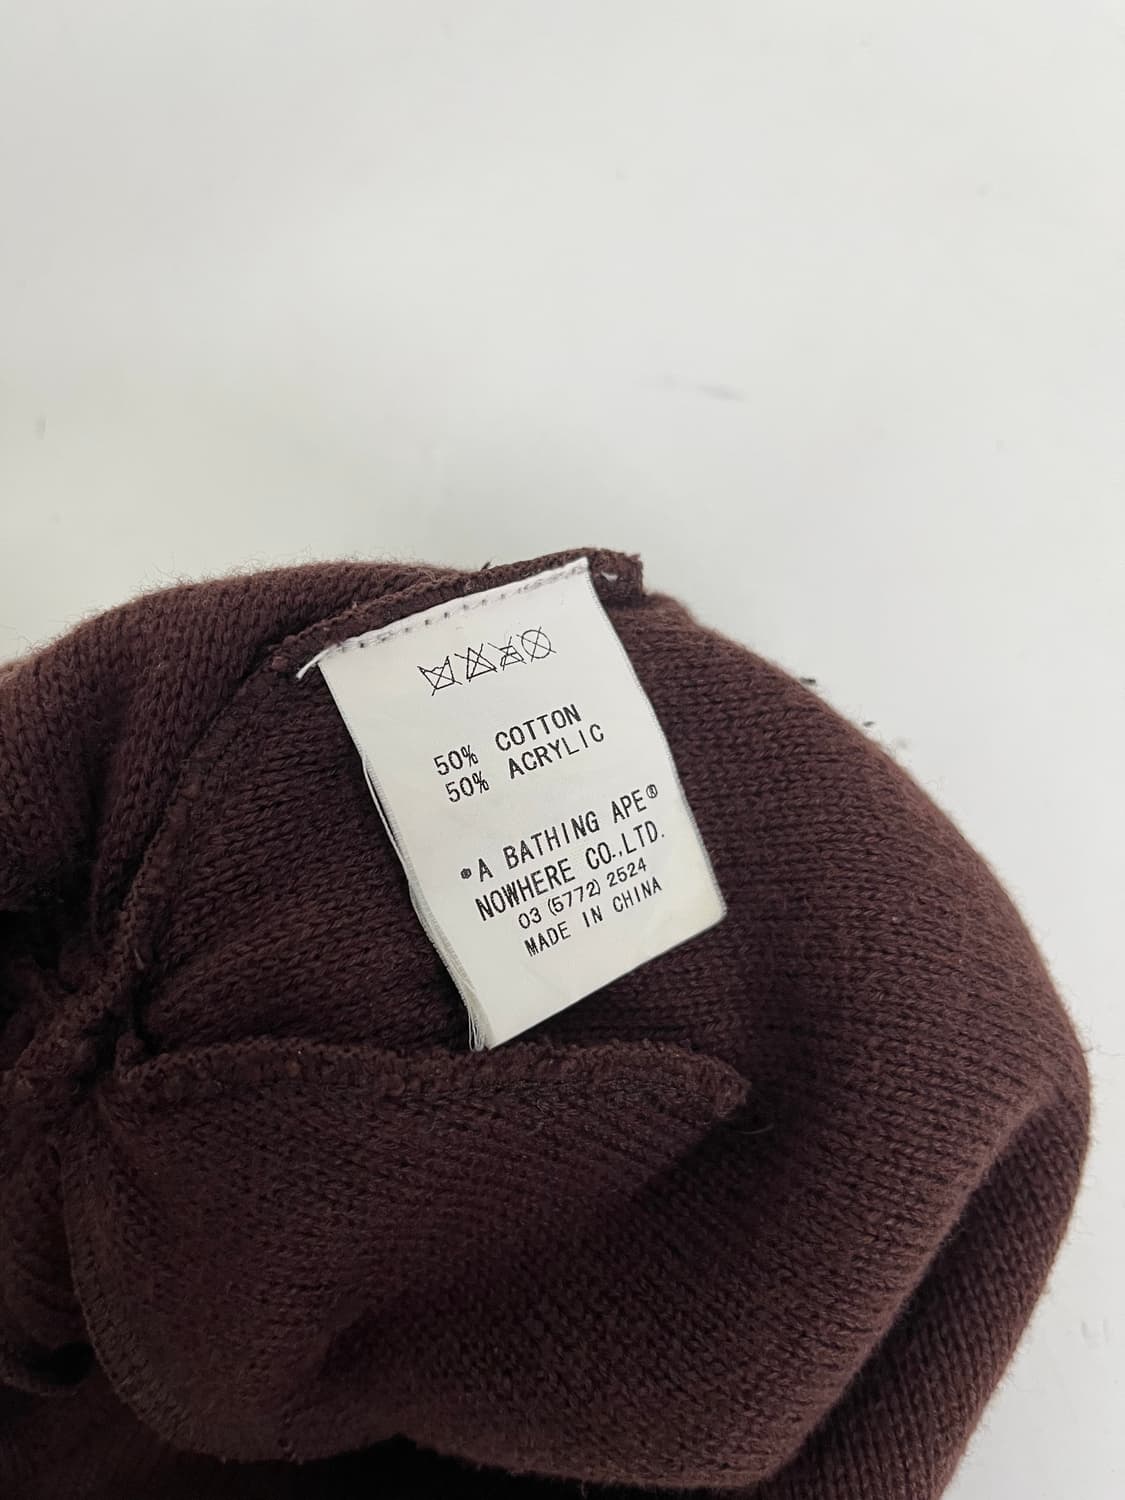 50% COTTON
50% ACRYLIC
®A BATHING APE®
NOWHERE CO.,LTD.
03 (5772) 2524
MADE IN CHINA